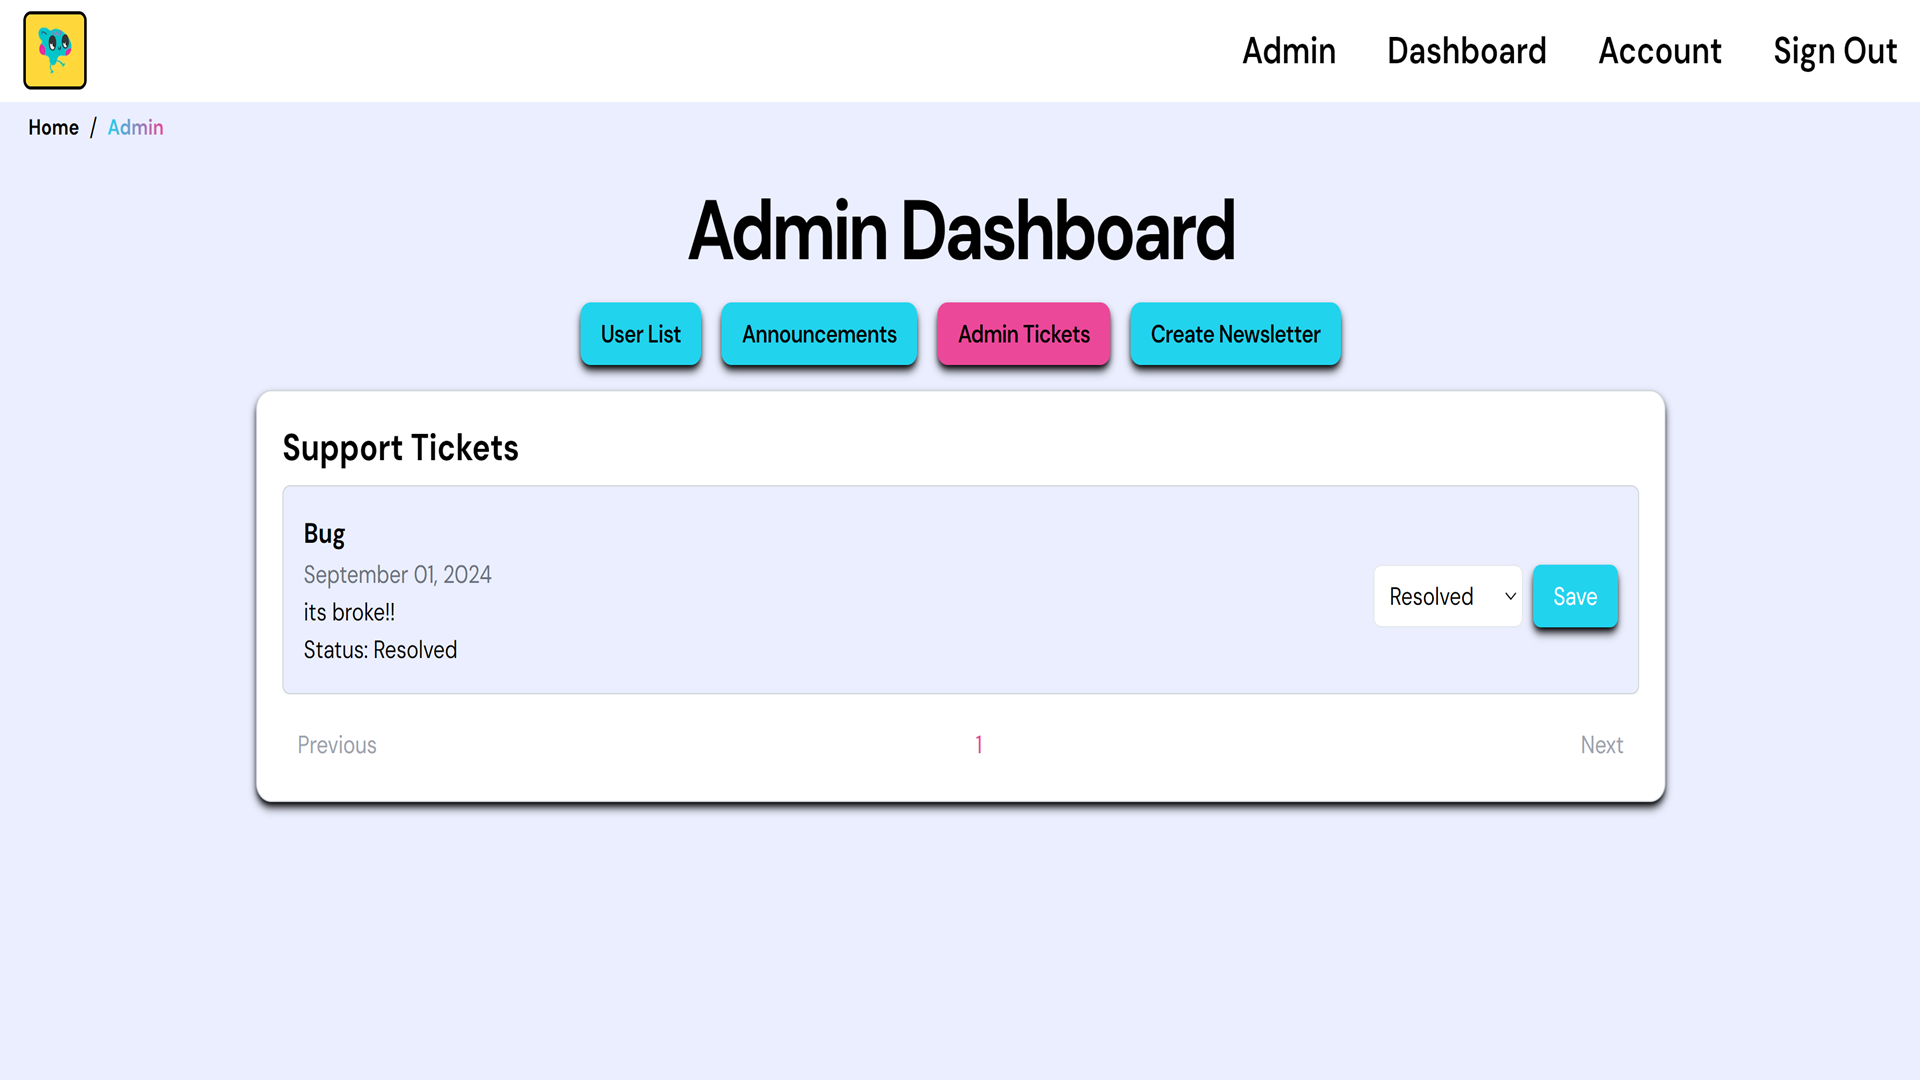 Admin Dashboard Account Sign Out
Home / Admin
Admin Dashboard
User List Announcements Admin Tickets Create Newsletter
Support Tickets
Bug
September 01, 2024
its broke!!
Status: Resolved
Resolved Save
Previous 1 Next